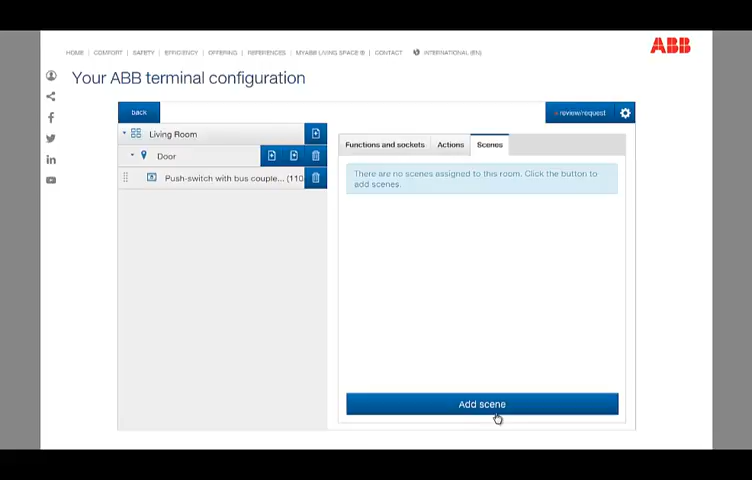 HOME | COMFORT | SAFETY | EFFICIENCY | OFFERING | REFERENCES | MYABB LIVING SPACE ® | CONTACT INTERNATIONAL (EN)
ABB
Your ABB terminal configuration
back
review/request
Living Room
Door
Push-switch with bus couple... (110
Functions and sockets
Actions
Scenes
There are no scenes assigned to this room. Click the button to
add scenes.
Add scene